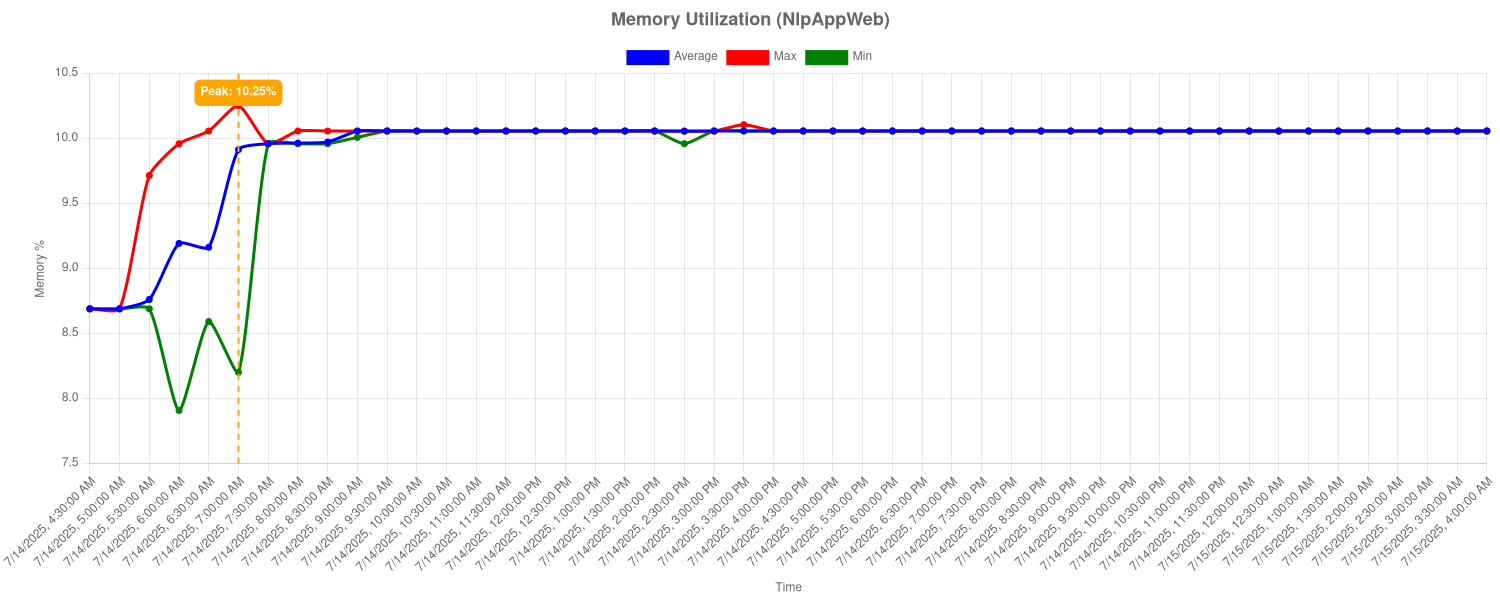 Memory Utilization (NlpAppWeb)
Average Max Min
Peak: 10.25%
Memory %
10.5
10.0
9.5
9.0
8.5
8.0
7.5
7/14/2025, 4:30:00 AM
7/14/2025, 5:00:00 AM
7/14/2025, 5:30:00 AM
7/14/2025, 6:00:00 AM
7/14/2025, 6:30:00 AM
7/14/2025, 7:00:00 AM
7/14/2025, 7:30:00 AM
7/14/2025, 8:00:00 AM
7/14/2025, 8:30:00 AM
7/14/2025, 9:00:00 AM
7/14/2025, 9:30:00 AM
7/14/2025, 10:00:00 AM
7/14/2025, 10:30:00 AM
7/14/2025, 11:00:00 AM
7/14/2025, 11:30:00 AM
7/14/2025, 12:00:00 PM
7/14/2025, 12:30:00 PM
7/14/2025, 1:00:00 PM
7/14/2025, 1:30:00 PM
7/14/2025, 2:00:00 PM
7/14/2025, 2:30:00 PM
7/14/2025, 3:00:00 PM
7/14/2025, 3:30:00 PM
7/14/2025, 4:00:00 PM
7/14/2025, 4:30:00 PM
7/14/2025, 5:00:00 PM
7/14/2025, 5:30:00 PM
7/14/2025, 6:00:00 PM
7/14/2025, 6:30:00 PM
7/14/2025, 7:00:00 PM
7/14/2025, 7:30:00 PM
7/14/2025, 8:00:00 PM
7/14/2025, 8:30:00 PM
7/14/2025, 9:00:00 PM
7/14/2025, 9:30:00 PM
7/14/2025, 10:00:00 PM
7/14/2025, 10:30:00 PM
7/14/2025, 11:00:00 PM
7/14/2025, 11:30:00 PM
7/15/2025, 12:00:00 AM
7/15/2025, 12:30:00 AM
7/15/2025, 1:00:00 AM
7/15/2025, 1:30:00 AM
7/15/2025, 2:00:00 AM
7/15/2025, 2:30:00 AM
7/15/2025, 3:00:00 AM
7/15/2025, 3:30:00 AM
7/15/2025, 4:00:00 AM
Time